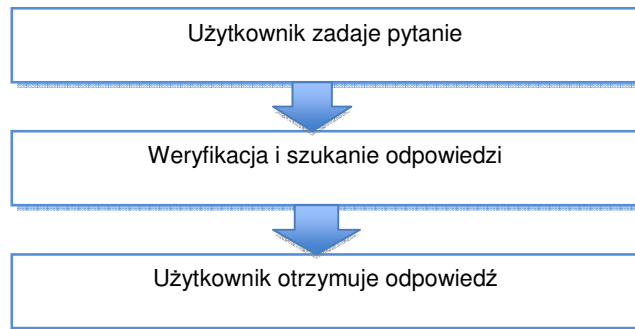 Użytkownik zadaje pytanie
Weryfikacja i szukanie odpowiedzi
Użytkownik otrzymuje odpowiedź